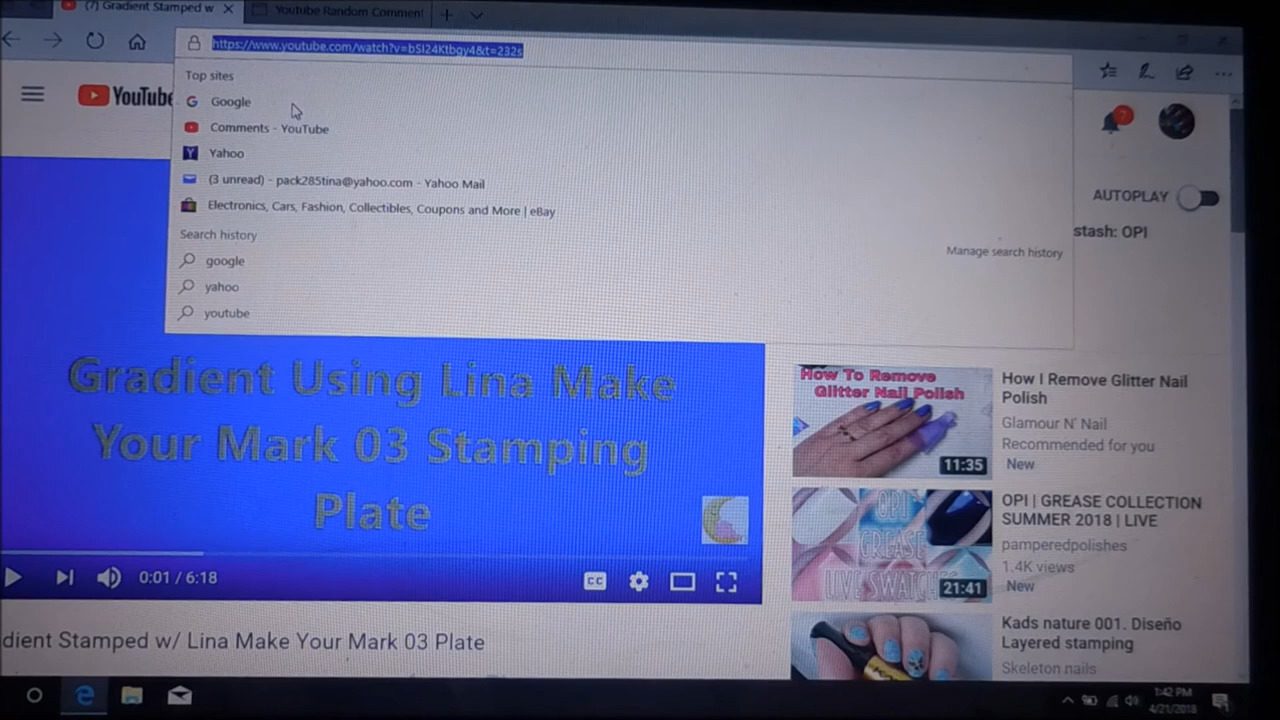 (7) Gradient Stamped w
Youtube Random Comment
https://www.youtube.com/watch?v=bSI24Ktbgy4&t=232s
Top sites
Google
Comments - YouTube
Yahoo
(3 unread) - pack285tina@yahoo.com - Yahoo Mail
Electronics, Cars, Fashion, Collectibles, Coupons and More | eBay
Search history
Manage search history
google
yahoo
youtube
YouTube
7
AUTOPLAY
stash: OPI
Gradient Using Lina Make
Your Mark 03 Stamping
Plate
0:01 / 6:18
CC
dient Stamped w/ Lina Make Your Mark 03 Plate
How To Remove
Glitter Nail Polish
11:35
How I Remove Glitter Nail
Polish
Glamour N' Nail
Recommended for you
New
OPI
GREASE
LIVE SWATCHE
21:41
OPI | GREASE COLLECTION
SUMMER 2018 | LIVE
pamperedpolishes
1.4K views
New
Kads nature 001. Diseño
Layered stamping
Skeleton nails
1:42 PM
4/21/2018